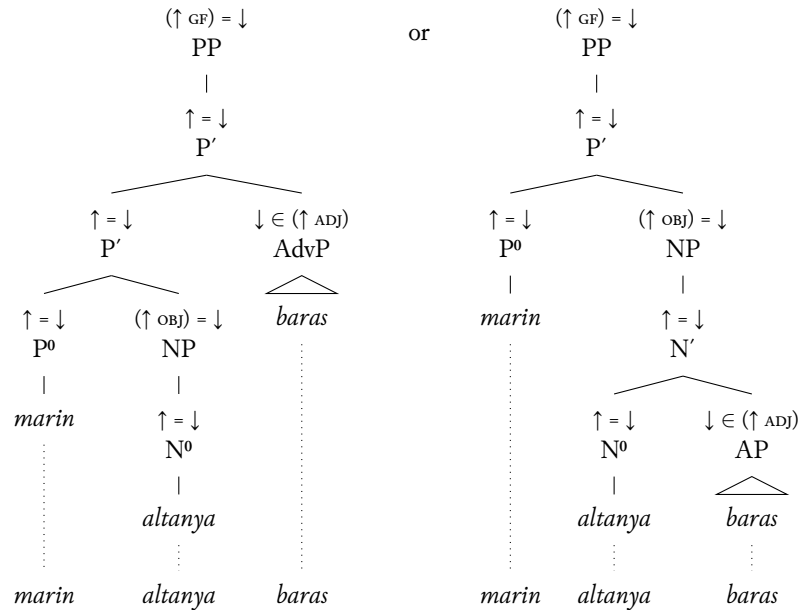 (↑ GF) = ↓ or (↑ GF) = ↓
PP PP
↑ = ↓ ↑ = ↓
P′ P′
↑ = ↓ ↓ ∈ (↑ ADJ) ↑ = ↓ (↑ OBJ) = ↓
P′ AdvP P⁰ NP
↑ = ↓ (↑ OBJ) = ↓ baras marin ↑ = ↓
P⁰ NP N′
marin ↑ = ↓ ↑ = ↓ ↓ ∈ (↑ ADJ)
N⁰ N⁰ AP
altanya altanya baras
marin altanya baras marin altanya baras